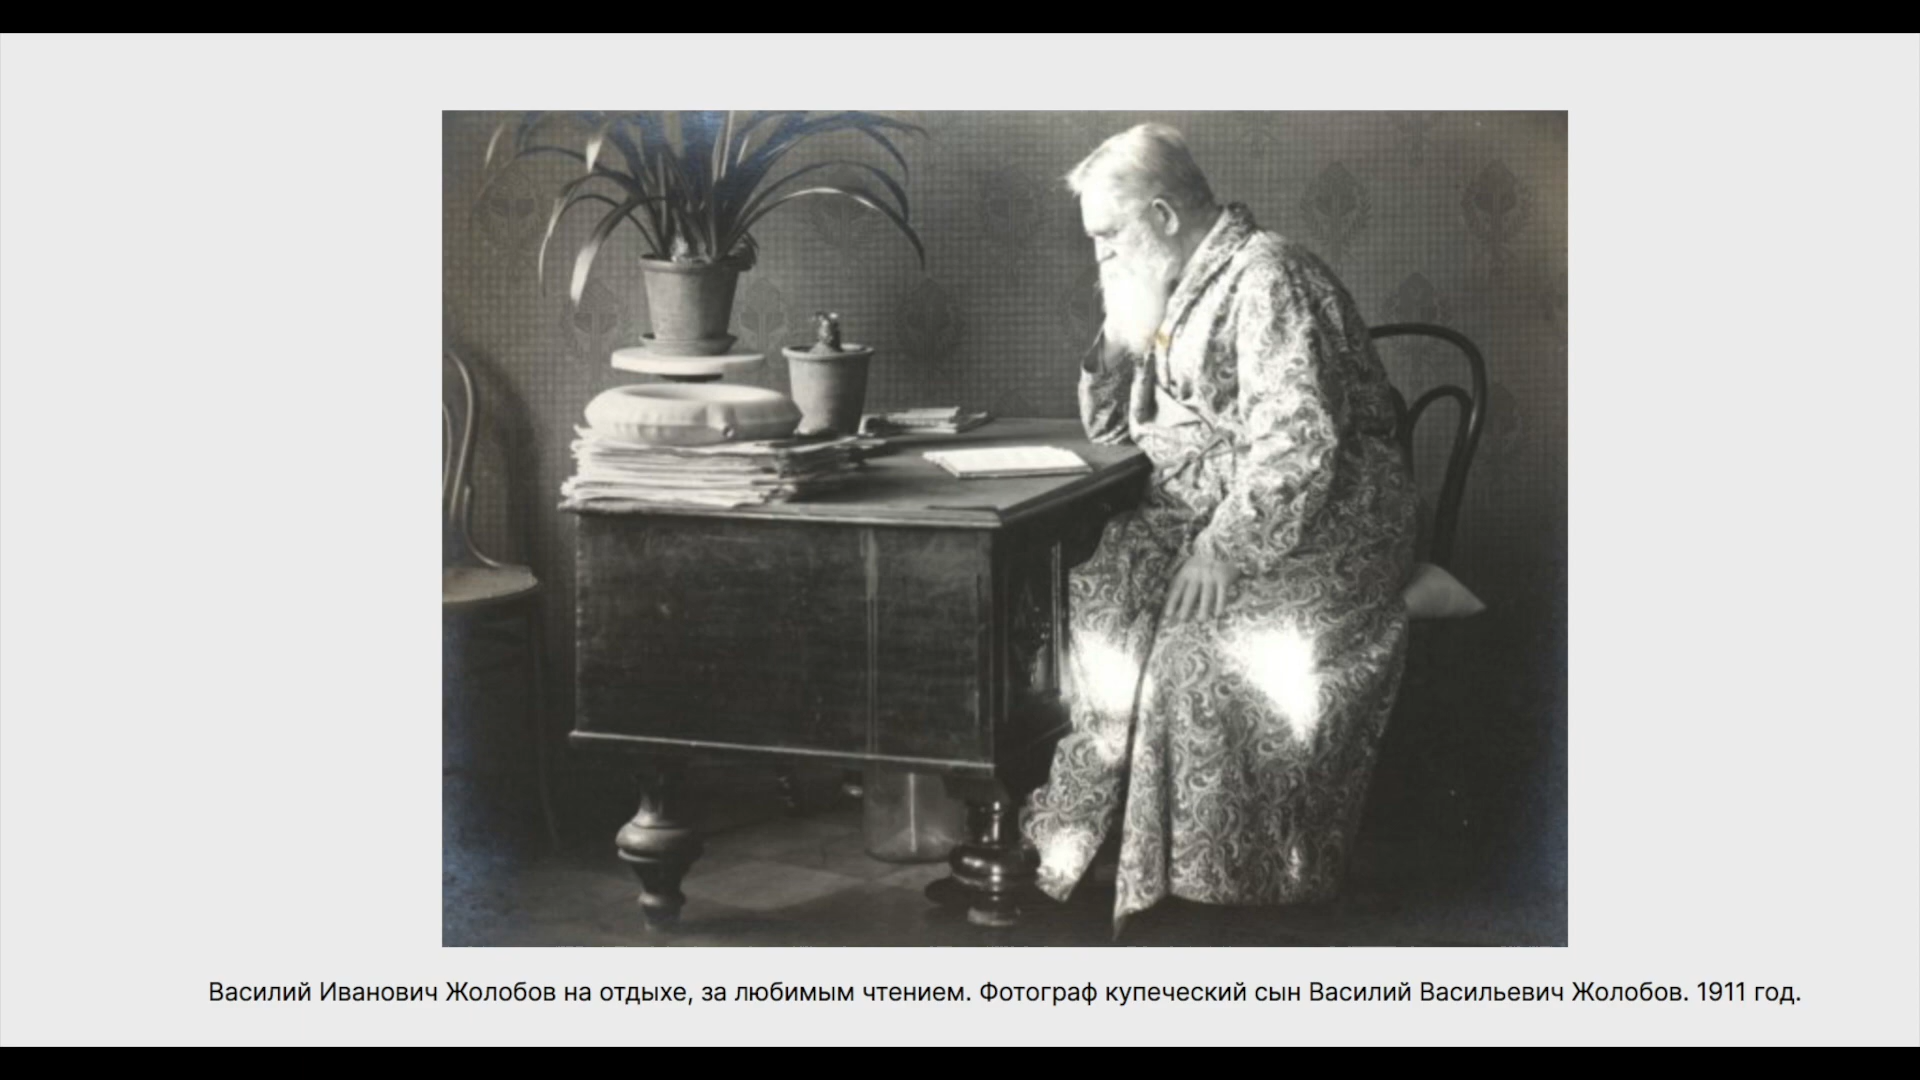 Василий Иванович Жолобов на отдыхе, за любимым чтением. Фотограф купеческий сын Василий Васильевич Жолобов. 1911 год.